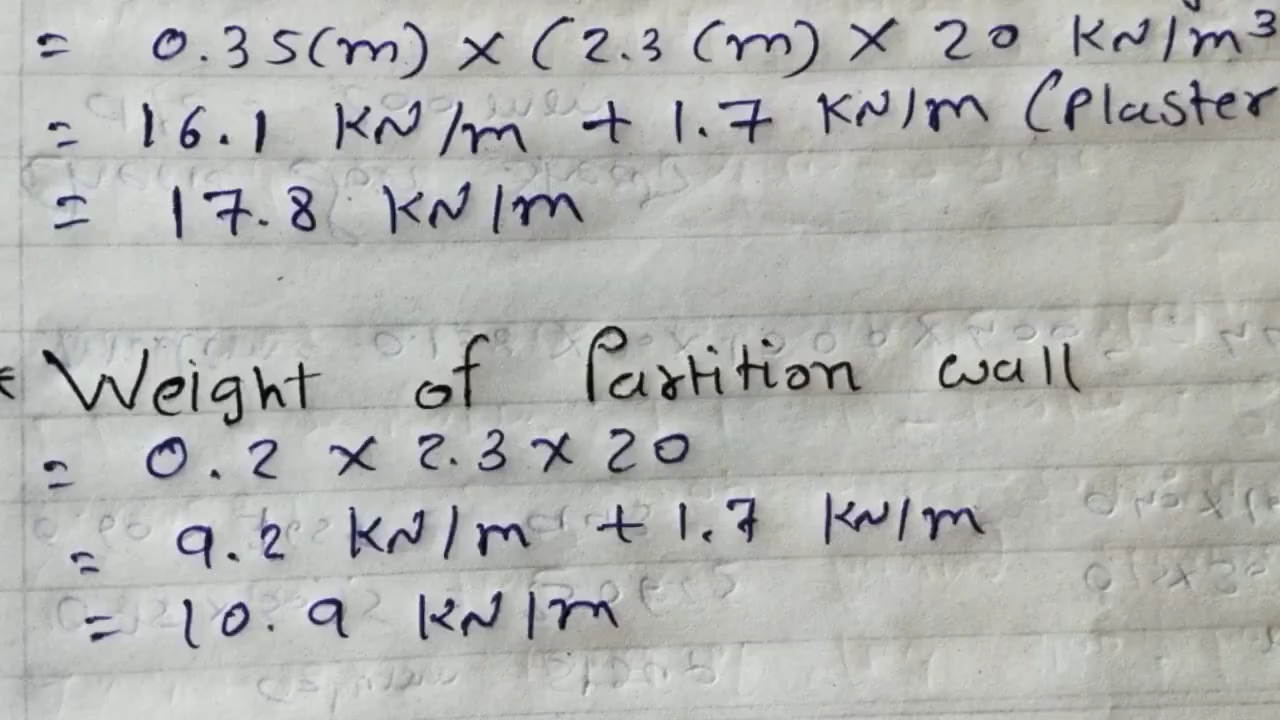 = 0.35(m) × (2.3 (m) × 20 KN/m³
= 16.1 KN/m + 1.7 KN/m (Plaster
= 17.8 KN/m
Weight of Partition wall
= 0.2 × 2.3 × 20
= 9.2 KN/m + 1.7 KN/m
= 10.9 KN/m